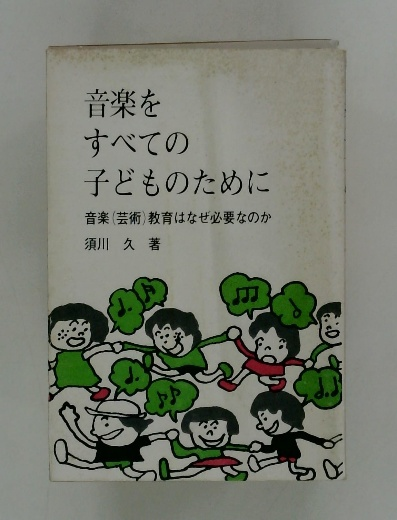 音楽を
すべての
子どものために
音楽(芸術)教育はなぜ必要なのか
須川 久 著